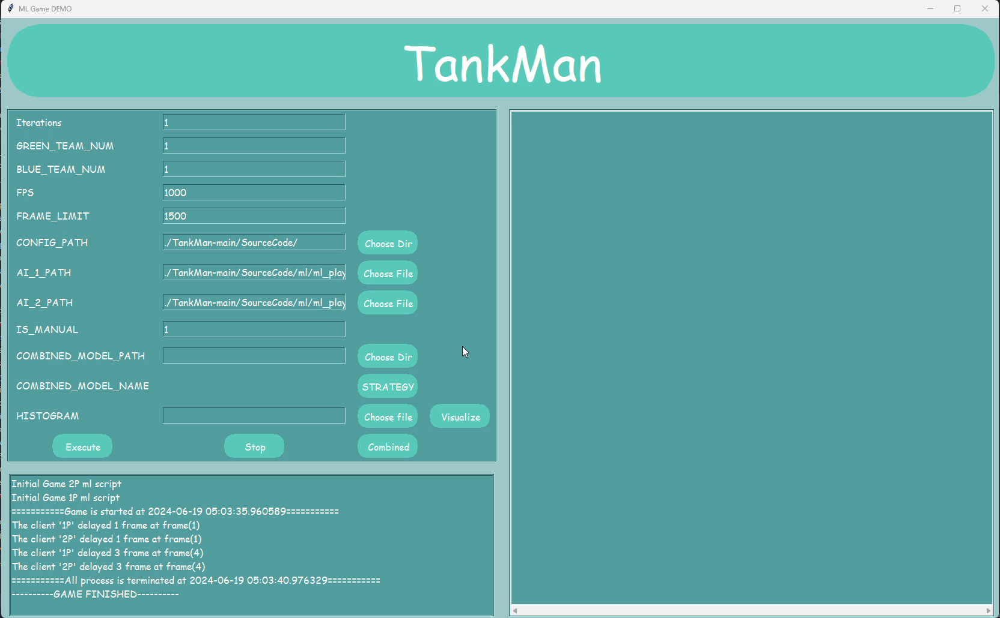 ML Game DEMO
TankMan
Iterations 1
GREEN_TEAM_NUM 1
BLUE_TEAM_NUM 1
FPS 1000
FRAME_LIMIT 1500
CONFIG_PATH ./TankMan-main/SourceCode/ Choose Dir
AI_1_PATH ./TankMan-main/SourceCode/ml/ml_play Choose File
AI_2_PATH ./TankMan-main/SourceCode/ml/ml_play Choose File
IS_MANUAL 1
COMBINED_MODEL_PATH Choose Dir
COMBINED_MODEL_NAME STRATEGY
HISTOGRAM Choose file Visualize
Execute Stop Combined
Initial Game 2P ml script
Initial Game 1P ml script
===========Game is started at 2024-06-19 05:03:35.960589===========
The client '1P' delayed 1 frame at frame(1)
The client '2P' delayed 1 frame at frame(1)
The client '1P' delayed 3 frame at frame(4)
The client '2P' delayed 3 frame at frame(4)
===========All process is terminated at 2024-06-19 05:03:40.976329===========
----------GAME FINISHED----------